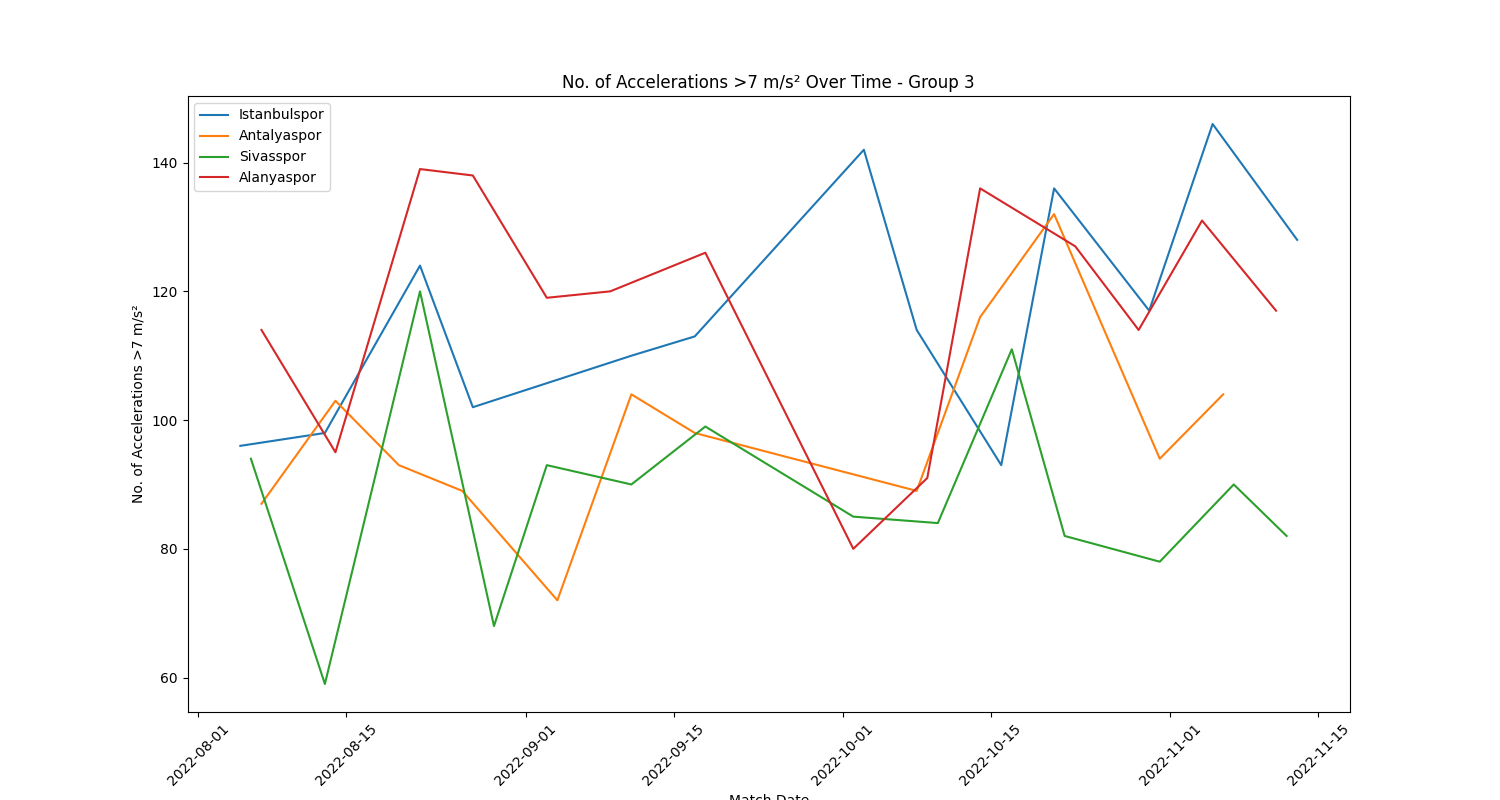 No. of Accelerations >7 m/s² Over Time - Group 3
Istanbulspor
Antalyaspor
Sivasspor
Alanyaspor
No. of Accelerations >7 m/s²
140
120
100
80
60
2022-08-01
2022-08-15
2022-09-01
2022-09-15
2022-10-01
2022-10-15
2022-11-01
2022-11-15
Match Date